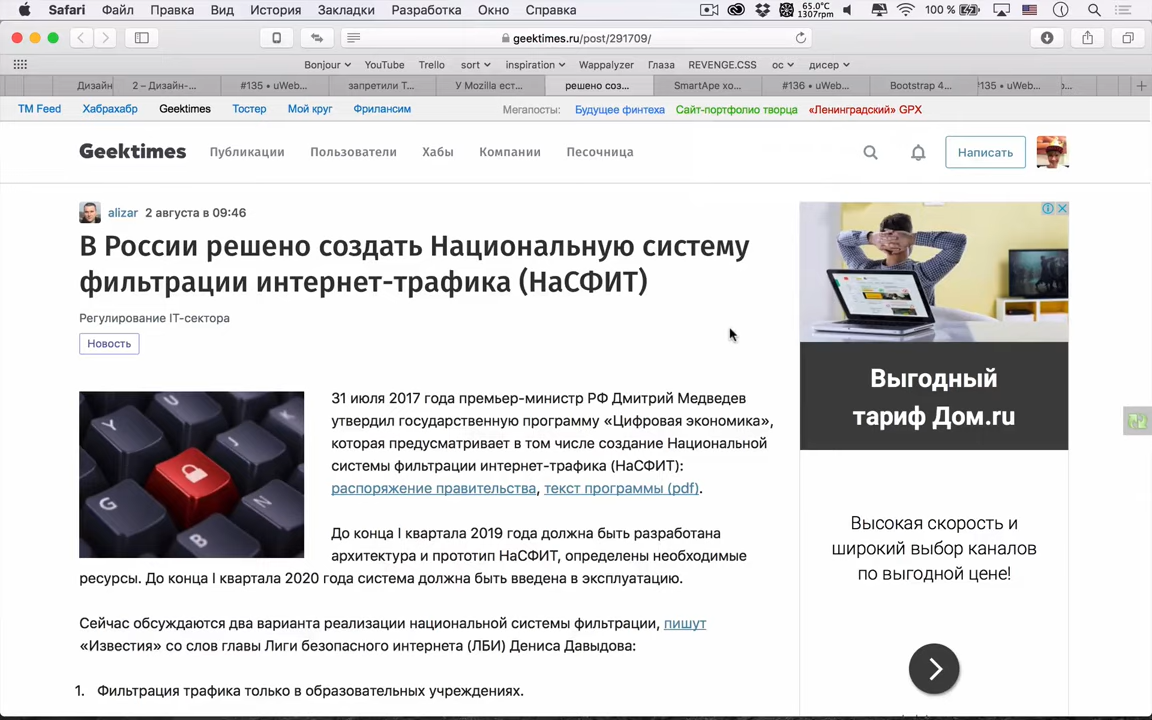 Safari Файл Правка Вид История Закладки Разработка Окно Справка 65.0°C 1307rpm 100 %
geektimes.ru/post/291709/
Bonjour YouTube Trello sort inspiration Wappalyzer Глаза REVENGE.CSS ос дисер
Дизайн 2 – Дизайн-... #135 • uWeb... запретили T... У Mozilla ест... решено соз... SmartApe хо... #136 • uWeb... Bootstrap 4... #135 • uWeb...
TM Feed Хабрахабр Geektimes Тостер Мой круг Фрилансим Мегапосты: Будущее финтеха Сайт-портфолио творца «Ленинградский» GPX
Geektimes Публикации Пользователи Хабы Компании Песочница Написать
alizar 2 августа в 09:46
В России решено создать Национальную систему
фильтрации интернет-трафика (НаСФИТ)
Регулирование IT-сектора
Новость
31 июля 2017 года премьер-министр РФ Дмитрий Медведев
утвердил государственную программу «Цифровая экономика»,
которая предусматривает в том числе создание Национальной
системы фильтрации интернет-трафика (НаСФИТ):
распоряжение правительства, текст программы (pdf).
До конца I квартала 2019 года должна быть разработана
архитектура и прототип НаСФИТ, определены необходимые
ресурсы. До конца I квартала 2020 года система должна быть введена в эксплуатацию.
Сейчас обсуждаются два варианта реализации национальной системы фильтрации, пишут
«Известия» со слов главы Лиги безопасного интернета (ЛБИ) Дениса Давыдова:
1. Фильтрация трафика только в образовательных учреждениях.
Выгодный
тариф Дом.ru
Высокая скорость и
широкий выбор каналов
по выгодной цене!